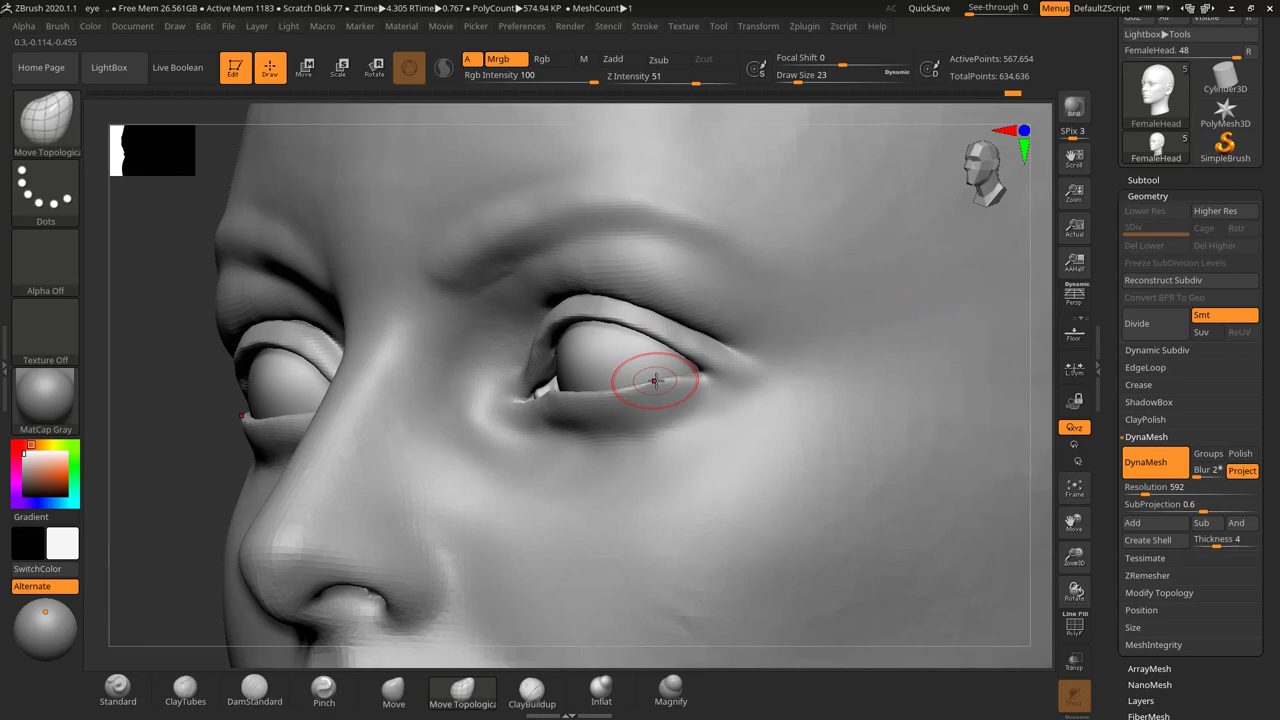 ZBrush 2020.1.1 eye .. • Free Mem 26.561GB • Active Mem 1183 • Scratch Disk 77 • ZTime▶4.305 RTime▶0.767 • PolyCount▶574.94 KP • MeshCount▶1
AC QuickSave See-through 0 Menus DefaultZScript
Alpha Brush Color Document Draw Edit File Layer Light Macro Marker Material Movie Picker Preferences Render Stencil Stroke Texture Tool Transform Zplugin Zscript Help
0.3,-0.114,-0.455
Home Page LightBox Live Boolean
Edit Draw Move Scale Rotate
A Mrgb Rgb M Zadd Zsub Zcut
Rgb Intensity 100 Z Intensity 51
S Focal Shift 0
Draw Size 23 Dynamic
D ActivePoints: 567,654
TotalPoints: 634,636
Move Topologica
Dots
Alpha Off
Texture Off
MatCap Gray
Gradient
SwitchColor
Alternate
BPR
SPix 3
Scroll
Zoom
Actual
AAHalf
Dynamic
Persp
Floor
L.Sym
XYZ
Frame
Move
Zoom3D
Rotate
Line Fill
PolyF
Transp
Ghost
Dynamic
GoZ All Visible R
Lightbox▶Tools
FemaleHead. 48 R
5
FemaleHead
Cylinder3D
PolyMesh3D
5
FemaleHead
SimpleBrush
Subtool
Geometry
Lower Res Higher Res
SDiv Cage Rstr
Del Lower Del Higher
Freeze SubDivision Levels
Reconstruct Subdiv
Convert BPR To Geo
Divide Smt
Suv ReUV
Dynamic Subdiv
EdgeLoop
Crease
ShadowBox
ClayPolish
DynaMesh
DynaMesh Groups Polish
Blur 2 Project
Resolution 592
SubProjection 0.6
Add Sub And
Create Shell Thickness 4
Tessimate
ZRemesher
Modify Topology
Position
Size
MeshIntegrity
ArrayMesh
NanoMesh
Layers
FiberMesh
Standard ClayTubes DamStandard Pinch Move Move Topologica ClayBuildup Inflat Magnify